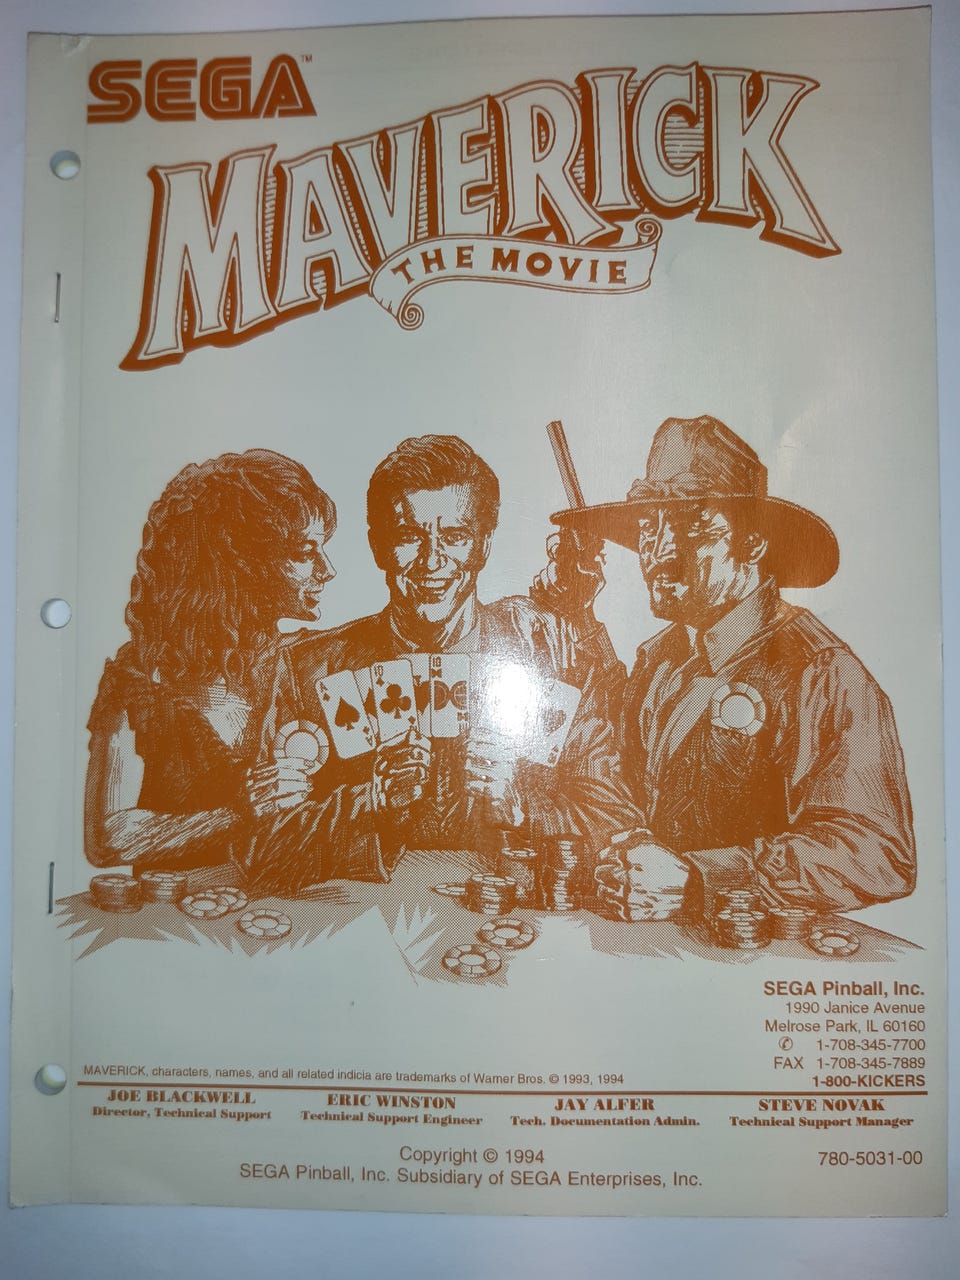 SEGA™
MAVERICK
THE MOVIE
A
10
10
SEGA Pinball, Inc.
1990 Janice Avenue
Melrose Park, IL 60160
✆ 1-708-345-7700
FAX 1-708-345-7889
1-800-KICKERS
MAVERICK, characters, names, and all related indicia are trademarks of Warner Bros. © 1993, 1994
JOE BLACKWELL
Director, Technical Support
ERIC WINSTON
Technical Support Engineer
JAY ALFER
Tech. Documentation Admin.
STEVE NOVAK
Technical Support Manager
Copyright © 1994
780-5031-00
SEGA Pinball, Inc. Subsidiary of SEGA Enterprises, Inc.